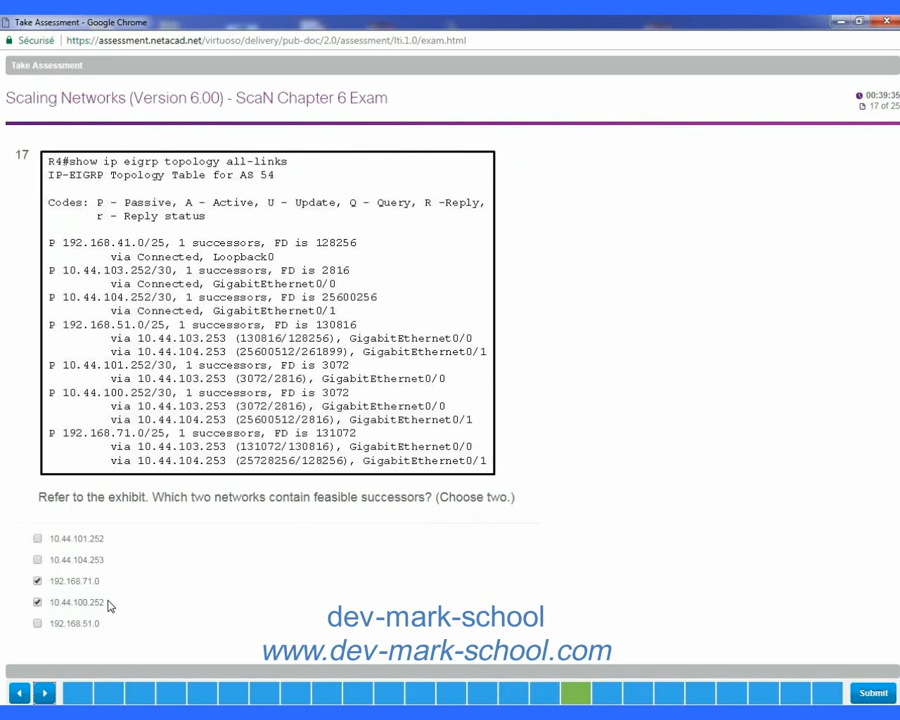 Take Assessment - Google Chrome
Sécurisé | https://assessment.netacad.net/virtuoso/delivery/pub-doc/2.0/assessment/lti.1.0/exam.html
Take Assessment
Scaling Networks (Version 6.00) - ScaN Chapter 6 Exam
00:39:35
17 of 25
17
R4#show ip eigrp topology all-links
IP-EIGRP Topology Table for AS 54
Codes: P - Passive, A - Active, U - Update, Q - Query, R -Reply,
r - Reply status
P 192.168.41.0/25, 1 successors, FD is 128256
via Connected, Loopback0
P 10.44.103.252/30, 1 successors, FD is 2816
via Connected, GigabitEthernet0/0
P 10.44.104.252/30, 1 successors, FD is 25600256
via Connected, GigabitEthernet0/1
P 192.168.51.0/25, 1 successors, FD is 130816
via 10.44.103.253 (130816/128256), GigabitEthernet0/0
via 10.44.104.253 (25600512/261899), GigabitEthernet0/1
P 10.44.101.252/30, 1 successors, FD is 3072
via 10.44.103.253 (3072/2816), GigabitEthernet0/0
P 10.44.100.252/30, 1 successors, FD is 3072
via 10.44.103.253 (3072/2816), GigabitEthernet0/0
via 10.44.104.253 (25600512/2816), GigabitEthernet0/1
P 192.168.71.0/25, 1 successors, FD is 131072
via 10.44.103.253 (131072/130816), GigabitEthernet0/0
via 10.44.104.253 (25728256/128256), GigabitEthernet0/1
Refer to the exhibit. Which two networks contain feasible successors? (Choose two.)
10.44.101.252
10.44.104.253
192.168.71.0
10.44.100.252
192.168.51.0
dev-mark-school
www.dev-mark-school.com
Submit